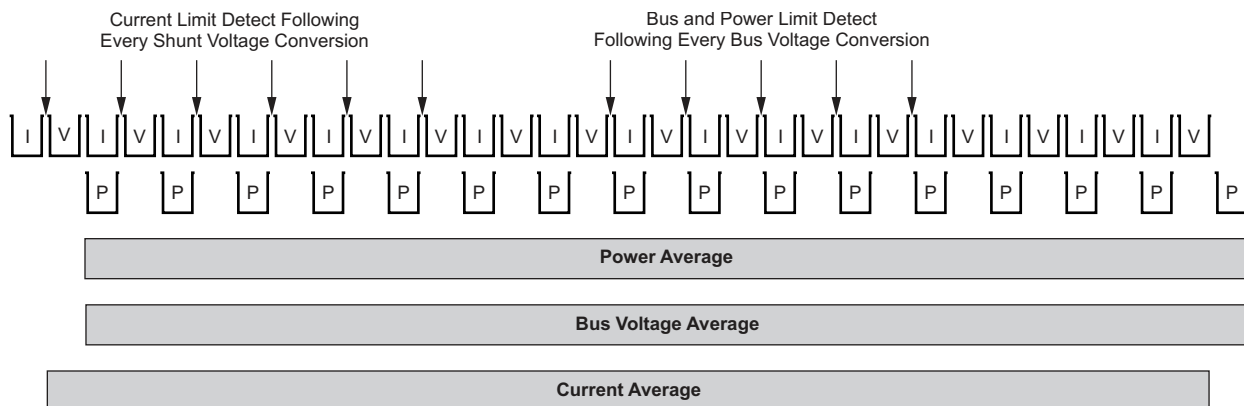 Current Limit Detect Following
Every Shunt Voltage Conversion
Bus and Power Limit Detect
Following Every Bus Voltage Conversion
I V I V I V I V I V I V I V I V I V I V I V I V I V I V I V I V
P P P P P P P P P P P P P P P P
Power Average
Bus Voltage Average
Current Average